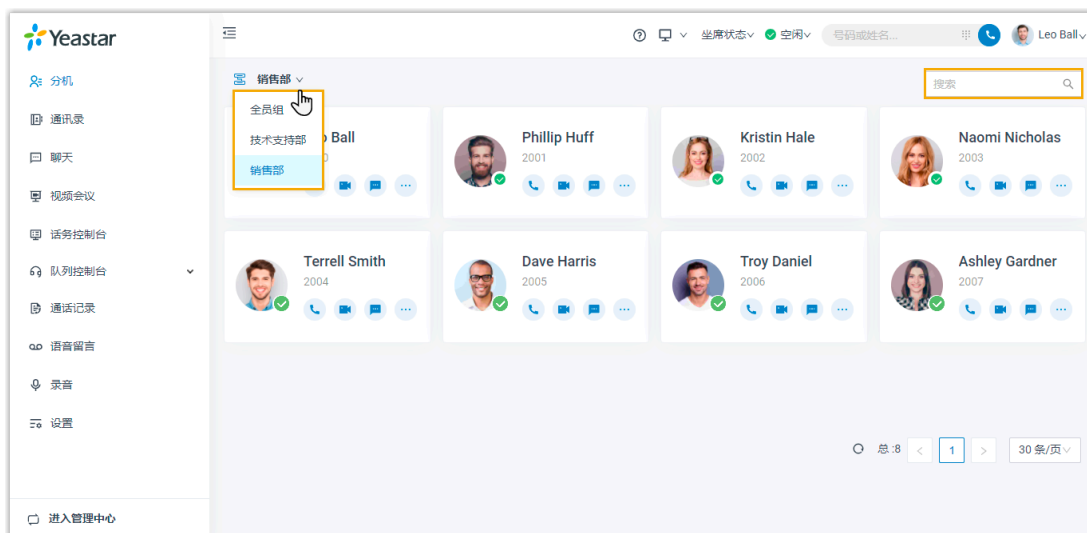 Yeastar
坐席状态
空闲
号码或姓名...
Leo Ball
分机
通讯录
聊天
视频会议
话务控制台
队列控制台
通话记录
语音留言
录音
设置
进入管理中心
销售部
搜索
全员组
技术支持部
销售部
Ball
Phillip Huff
2001
Kristin Hale
2002
Naomi Nicholas
2003
Terrell Smith
2004
Dave Harris
2005
Troy Daniel
2006
Ashley Gardner
2007
总:8
1
30 条/页